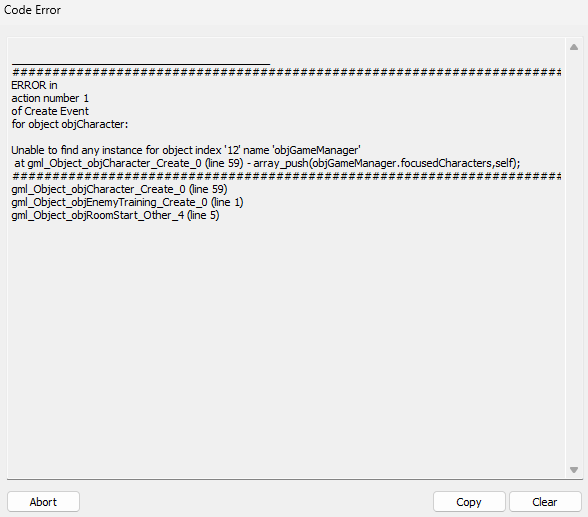 Code Error
___________________________________________
############################################################################################
ERROR in
action number 1
of Create Event
for object objCharacter:
Unable to find any instance for object index '12' name 'objGameManager'
at gml_Object_objCharacter_Create_0 (line 59) - array_push(objGameManager.focusedCharacters,self);
############################################################################################
gml_Object_objCharacter_Create_0 (line 59)
gml_Object_objEnemyTraining_Create_0 (line 1)
gml_Object_objRoomStart_Other_4 (line 5)
Abort
Copy
Clear